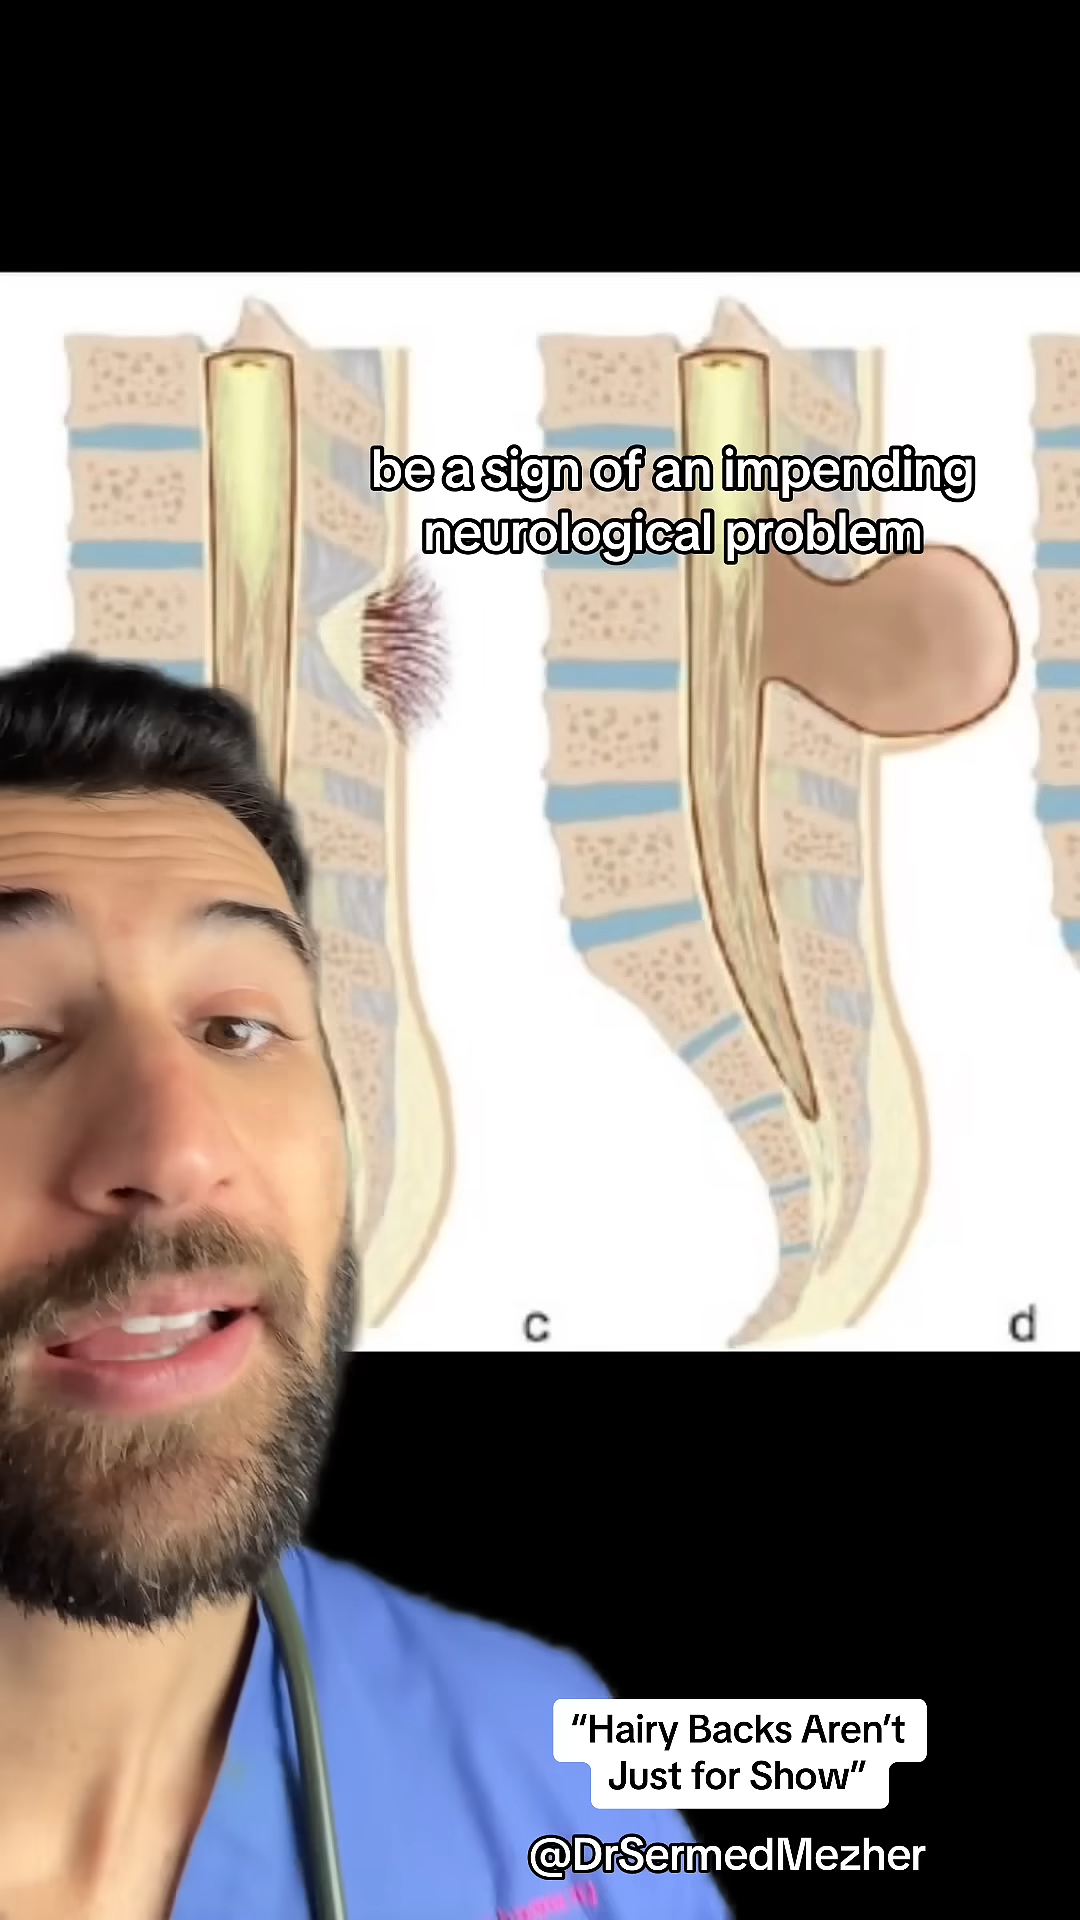 be a sign of an impending
neurological problem
c
d
“Hairy Backs Aren’t
Just for Show”
@DrSermedMezher